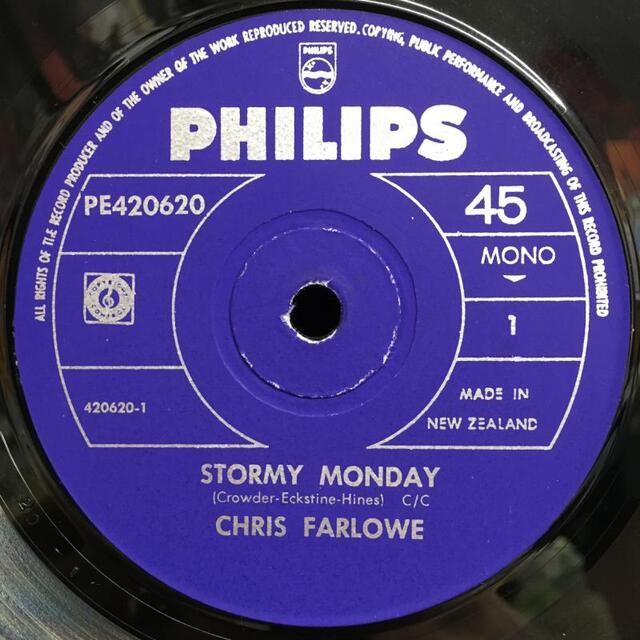 ALL RIGHTS OF THE RECORD PRODUCER AND OF THE OWNER OF THE WORK REPRODUCED RESERVED. COPYING, PUBLIC PERFORMANCE AND BROADCASTING OF THIS RECORD PROHIBITED
PHILIPS
PHILIPS
PE420620
45
MONO
1
420620-1
MADE IN
NEW ZEALAND
STORMY MONDAY
(Crowder-Eckstine-Hines) C/C
CHRIS FARLOWE